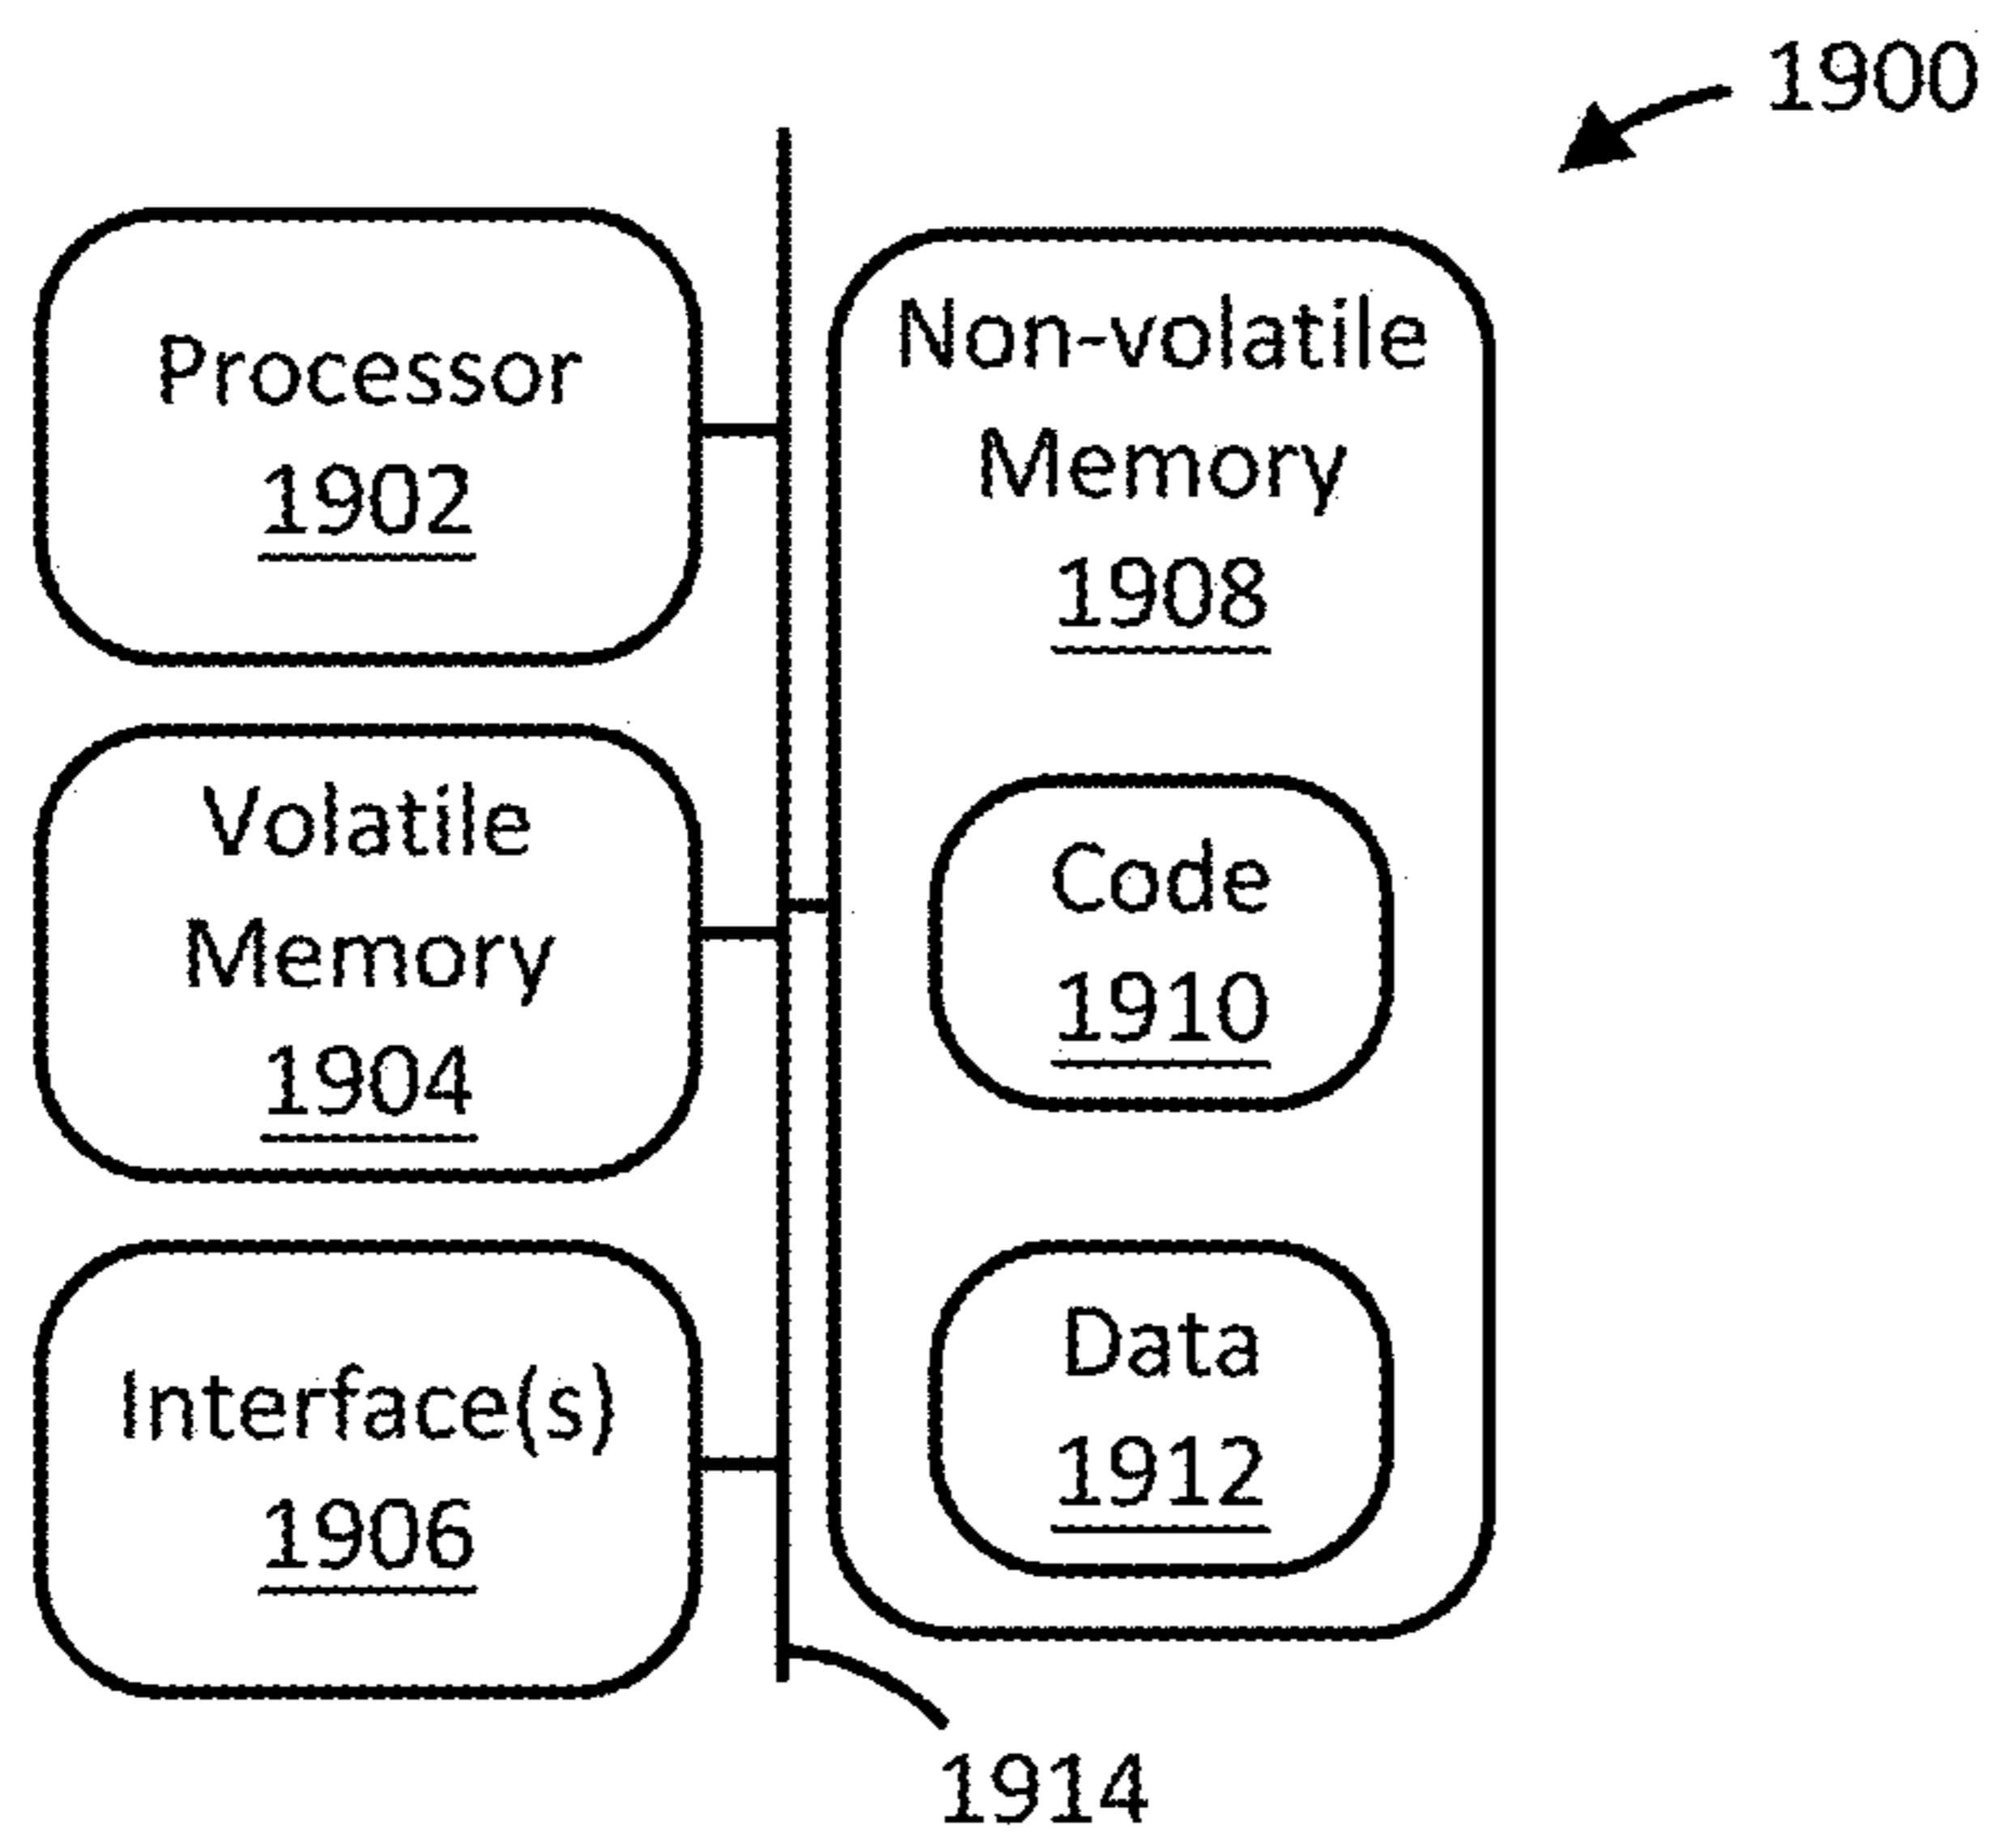 1900
Processor
1902
Volatile
Memory
1904
Interface(s)
1906
Non-volatile
Memory
1908
Code
1910
Data
1912
1914